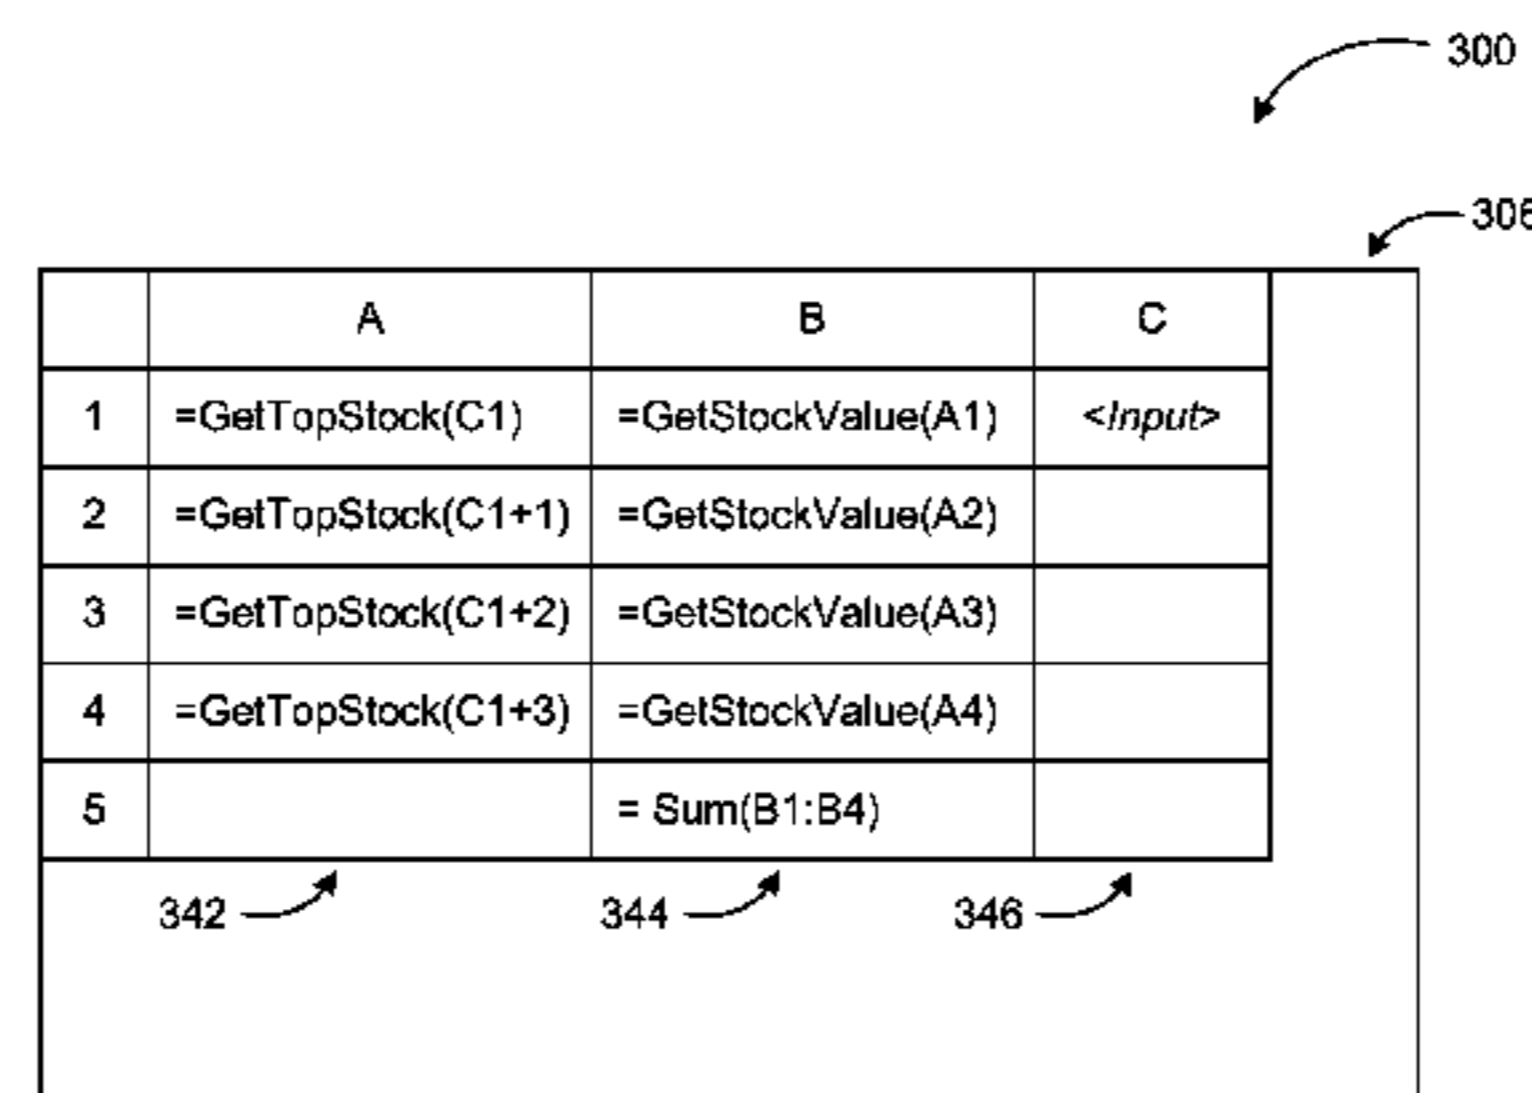 300
306
A B C
1 =GetTopStock(C1) =GetStockValue(A1) <Input>
2 =GetTopStock(C1+1) =GetStockValue(A2)
3 =GetTopStock(C1+2) =GetStockValue(A3)
4 =GetTopStock(C1+3) =GetStockValue(A4)
5 = Sum(B1:B4)
342 344 346